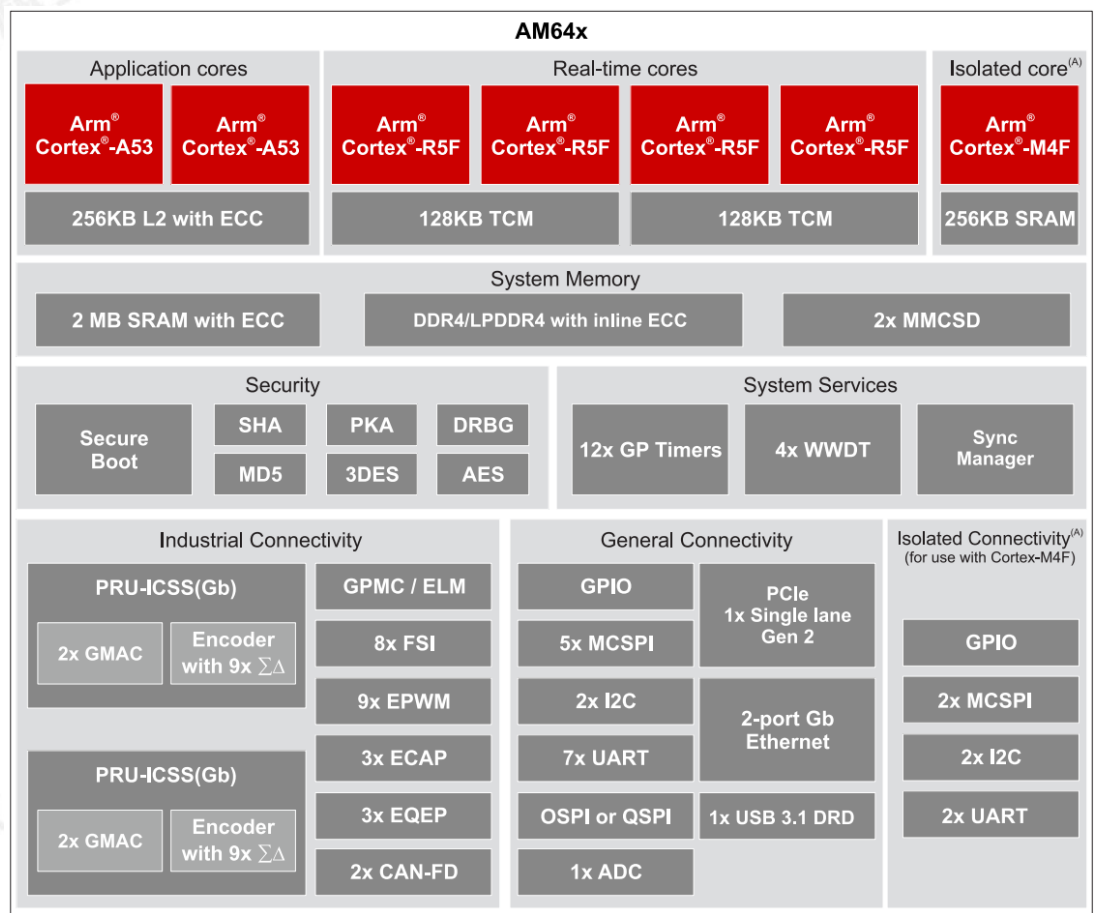 AM64x
Application cores
Arm®
Cortex®-A53
Arm®
Cortex®-A53
256KB L2 with ECC
Real-time cores
Arm®
Cortex®-R5F
Arm®
Cortex®-R5F
Arm®
Cortex®-R5F
Arm®
Cortex®-R5F
128KB TCM
128KB TCM
Isolated core(A)
Arm®
Cortex®-M4F
256KB SRAM
System Memory
2 MB SRAM with ECC
DDR4/LPDDR4 with inline ECC
2x MMCSD
Security
Secure
Boot
SHA
PKA
DRBG
MD5
3DES
AES
System Services
12x GP Timers
4x WWDT
Sync
Manager
Industrial Connectivity
PRU-ICSS(Gb)
2x GMAC
Encoder
with 9x ∑∆
PRU-ICSS(Gb)
2x GMAC
Encoder
with 9x ∑∆
GPMC / ELM
8x FSI
9x EPWM
3x ECAP
3x EQEP
2x CAN-FD
General Connectivity
GPIO
5x MCSPI
2x I2C
7x UART
OSPI or QSPI
1x ADC
PCIe
1x Single lane
Gen 2
2-port Gb
Ethernet
1x USB 3.1 DRD
Isolated Connectivity(A)
(for use with Cortex-M4F)
GPIO
2x MCSPI
2x I2C
2x UART